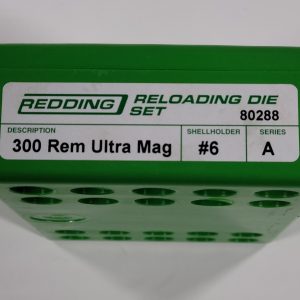 REDDING RELOADING DIE
SET 80288
DESCRIPTION SHELLHOLDER SERIES
300 Rem Ultra Mag #6 A